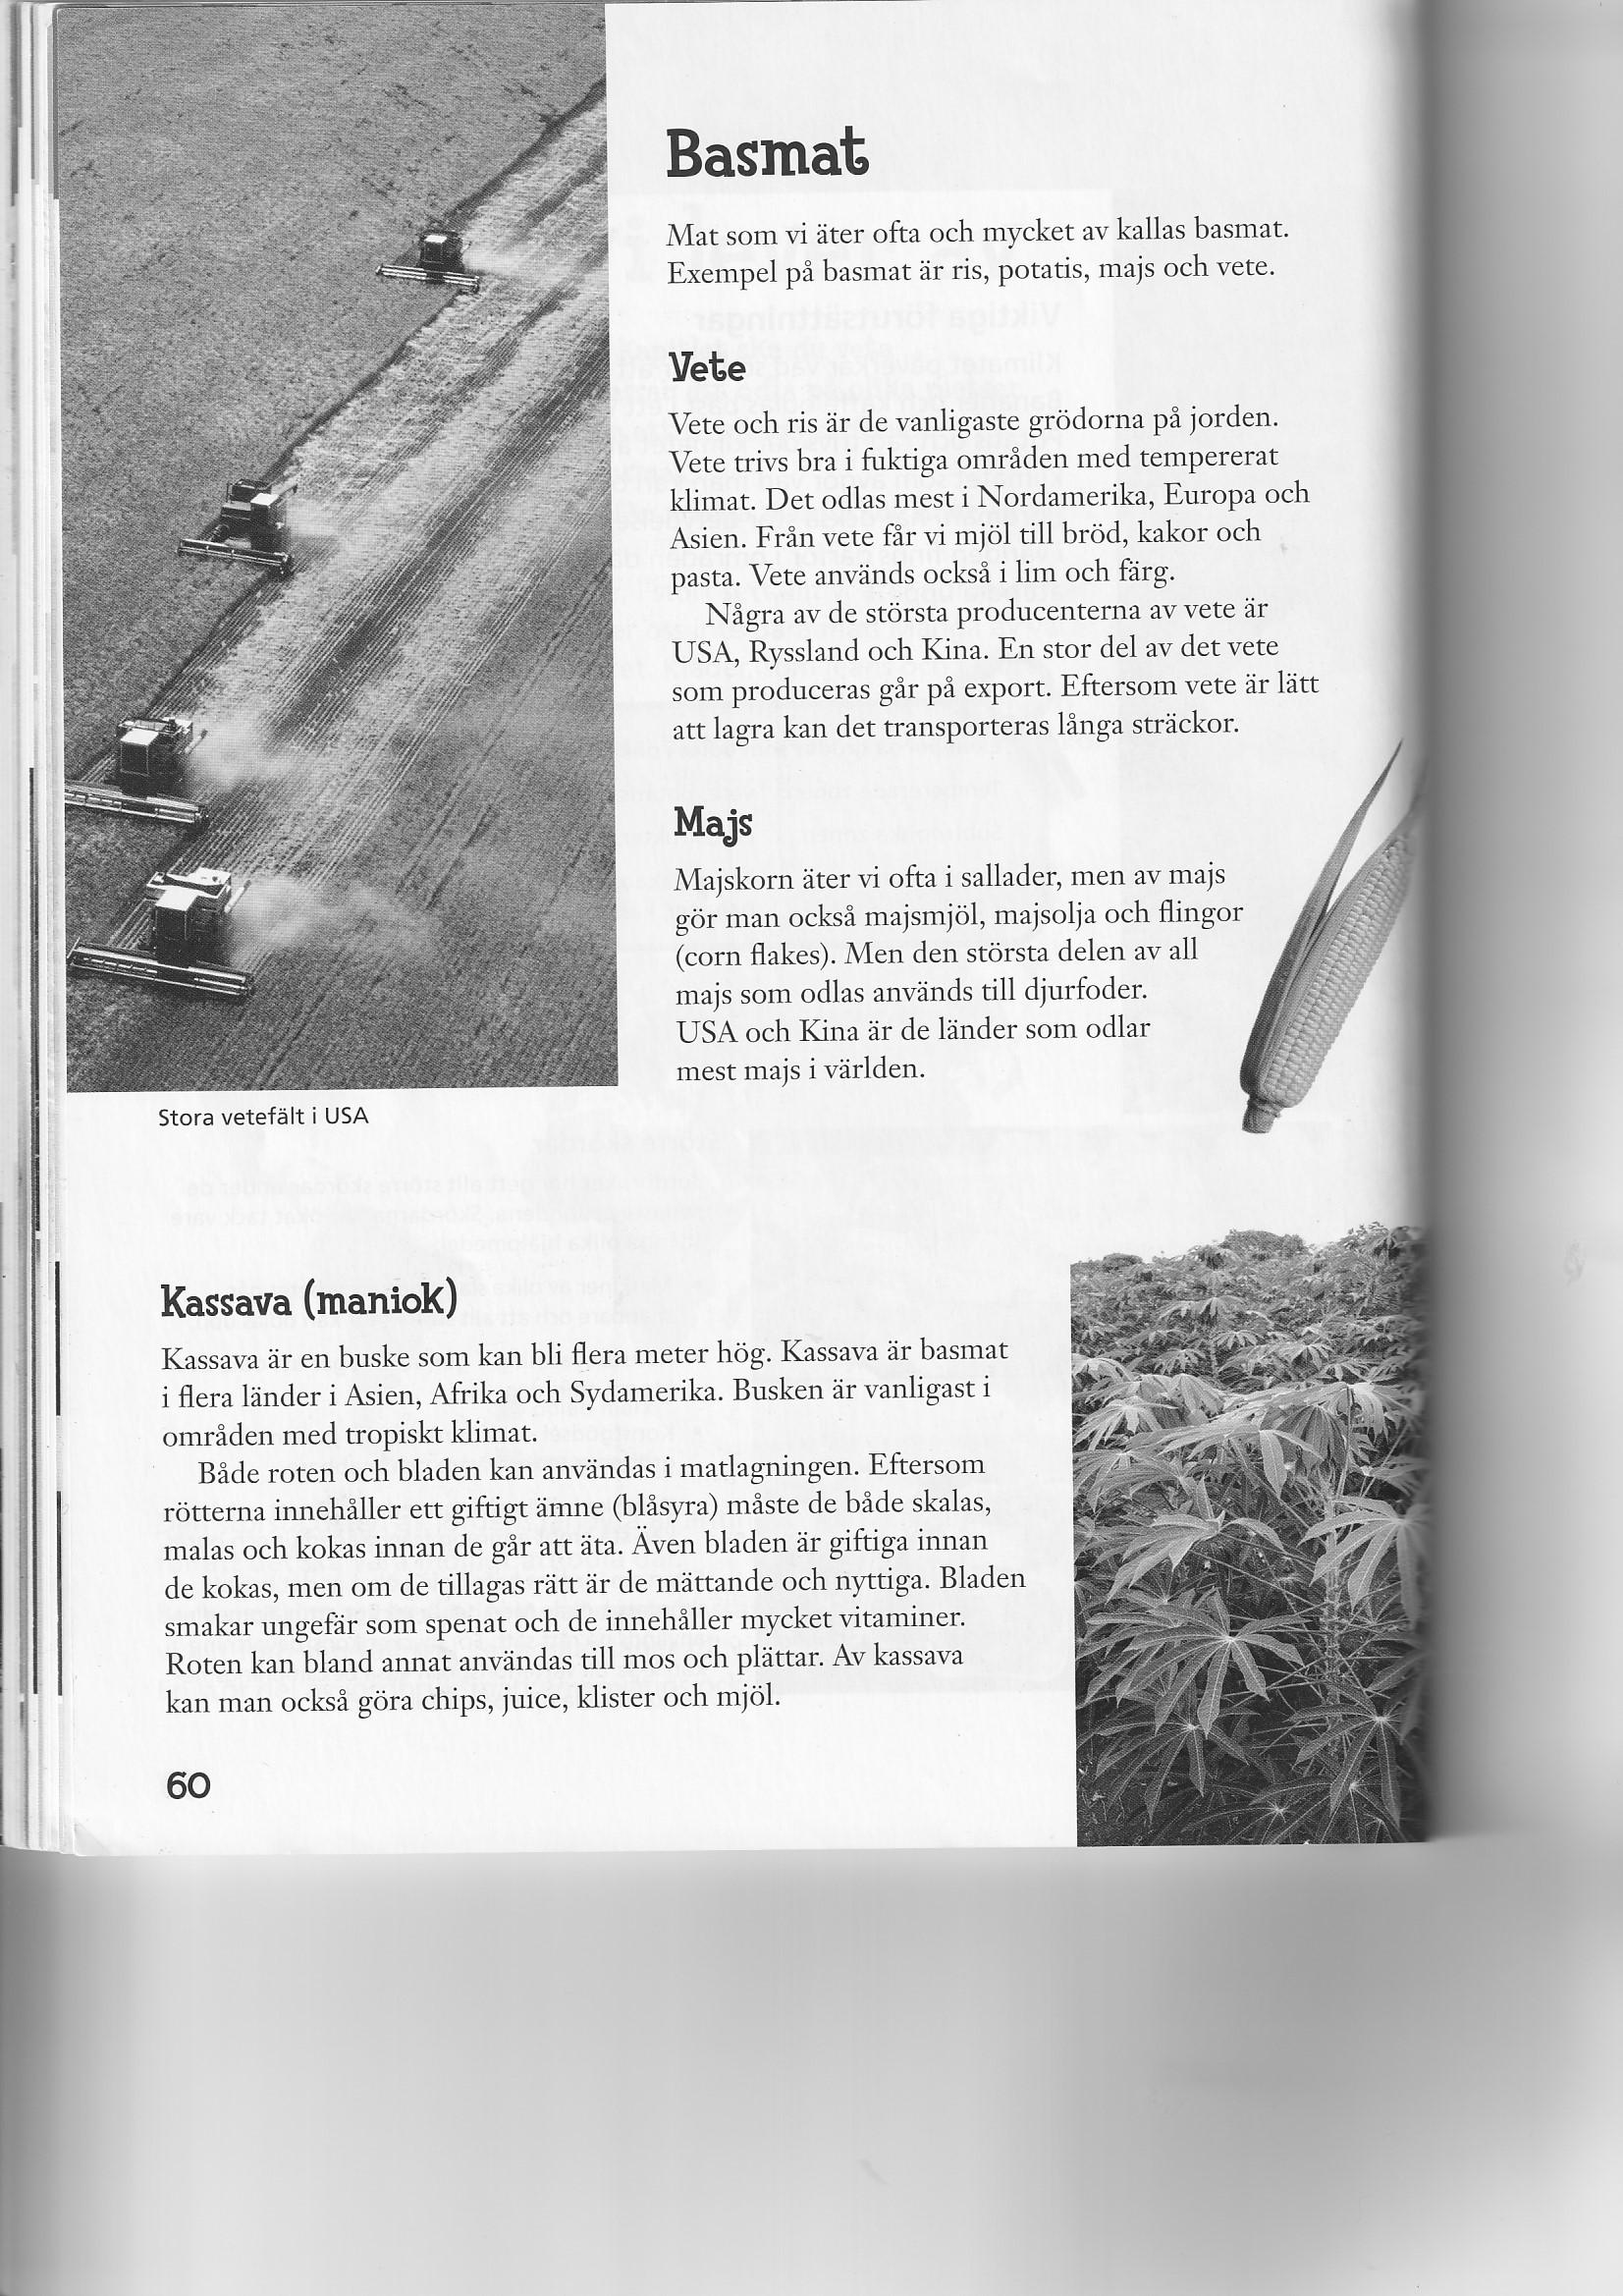 Basmat
Mat som vi äter ofta och mycket av kallas basmat.
Exempel på basmat är ris, potatis, majs och vete.
Vete
Vete och ris är de vanligaste grödorna på jorden.
Vete trivs bra i fuktiga områden med tempererat
klimat. Det odlas mest i Nordamerika, Europa och
Asien. Från vete får vi mjöl till bröd, kakor och
pasta. Vete används också i lim och färg.
Några av de största producenterna av vete är
USA, Ryssland och Kina. En stor del av det vete
som produceras går på export. Eftersom vete är lätt
att lagra kan det transporteras långa sträckor.
Majs
Majskorn äter vi ofta i sallader, men av majs
gör man också majsmjöl, majsolja och flingor
(corn flakes). Men den största delen av all
majs som odlas används till djurfoder.
USA och Kina är de länder som odlar
mest majs i världen.
Stora vetefält i USA
Kassava (maniok)
Kassava är en buske som kan bli flera meter hög. Kassava är basmat
i flera länder i Asien, Afrika och Sydamerika. Busken är vanligast i
områden med tropiskt klimat.
Både roten och bladen kan användas i matlagningen. Eftersom
rötterna innehåller ett giftigt ämne (blåsyra) måste de både skalas,
malas och kokas innan de går att äta. Även bladen är giftiga innan
de kokas, men om de tillagas rätt är de mättande och nyttiga. Bladen
smakar ungefär som spenat och de innehåller mycket vitaminer.
Roten kan bland annat användas till mos och plättar. Av kassava
kan man också göra chips, juice, klister och mjöl.
60